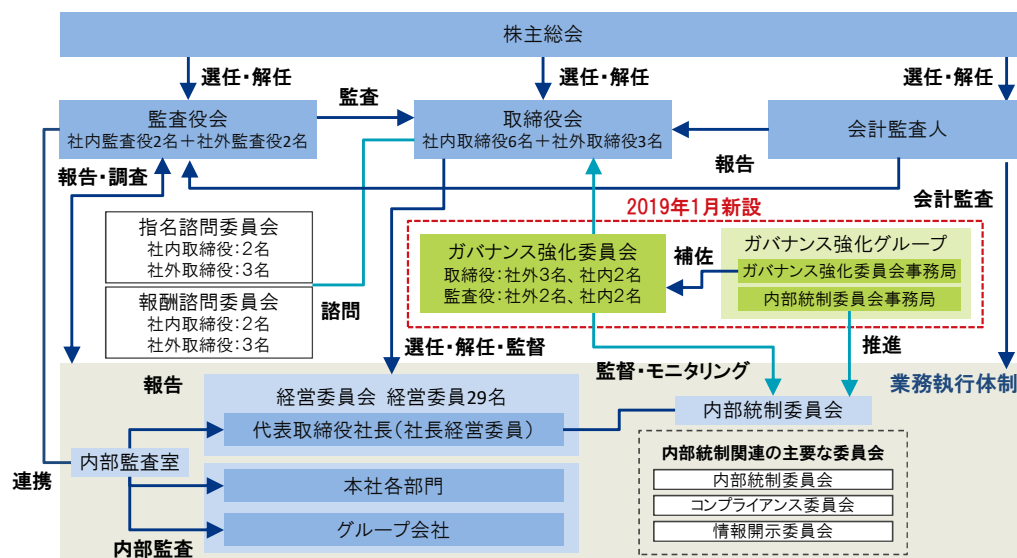 株主総会
選任・解任
選任・解任
選任・解任
監査役会
社内監査役2名＋社外監査役2名
監査
取締役会
社内取締役6名＋社外取締役3名
会計監査人
報告
報告・調査
会計監査
2019年1月新設
指名諮問委員会
社内取締役：2名
社外取締役：3名
報酬諮問委員会
社内取締役：2名
社外取締役：3名
諮問
ガバナンス強化委員会
取締役：社外3名、社内2名
監査役：社外2名、社内2名
補佐
ガバナンス強化グループ
ガバナンス強化委員会事務局
内部統制委員会事務局
選任・解任・監督
監督・モニタリング
推進
業務執行体制
報告
経営委員会 経営委員29名
代表取締役社長（社長経営委員）
内部統制委員会
内部監査室
連携
本社各部門
グループ会社
内部監査
内部統制関連の主要な委員会
内部統制委員会
コンプライアンス委員会
情報開示委員会